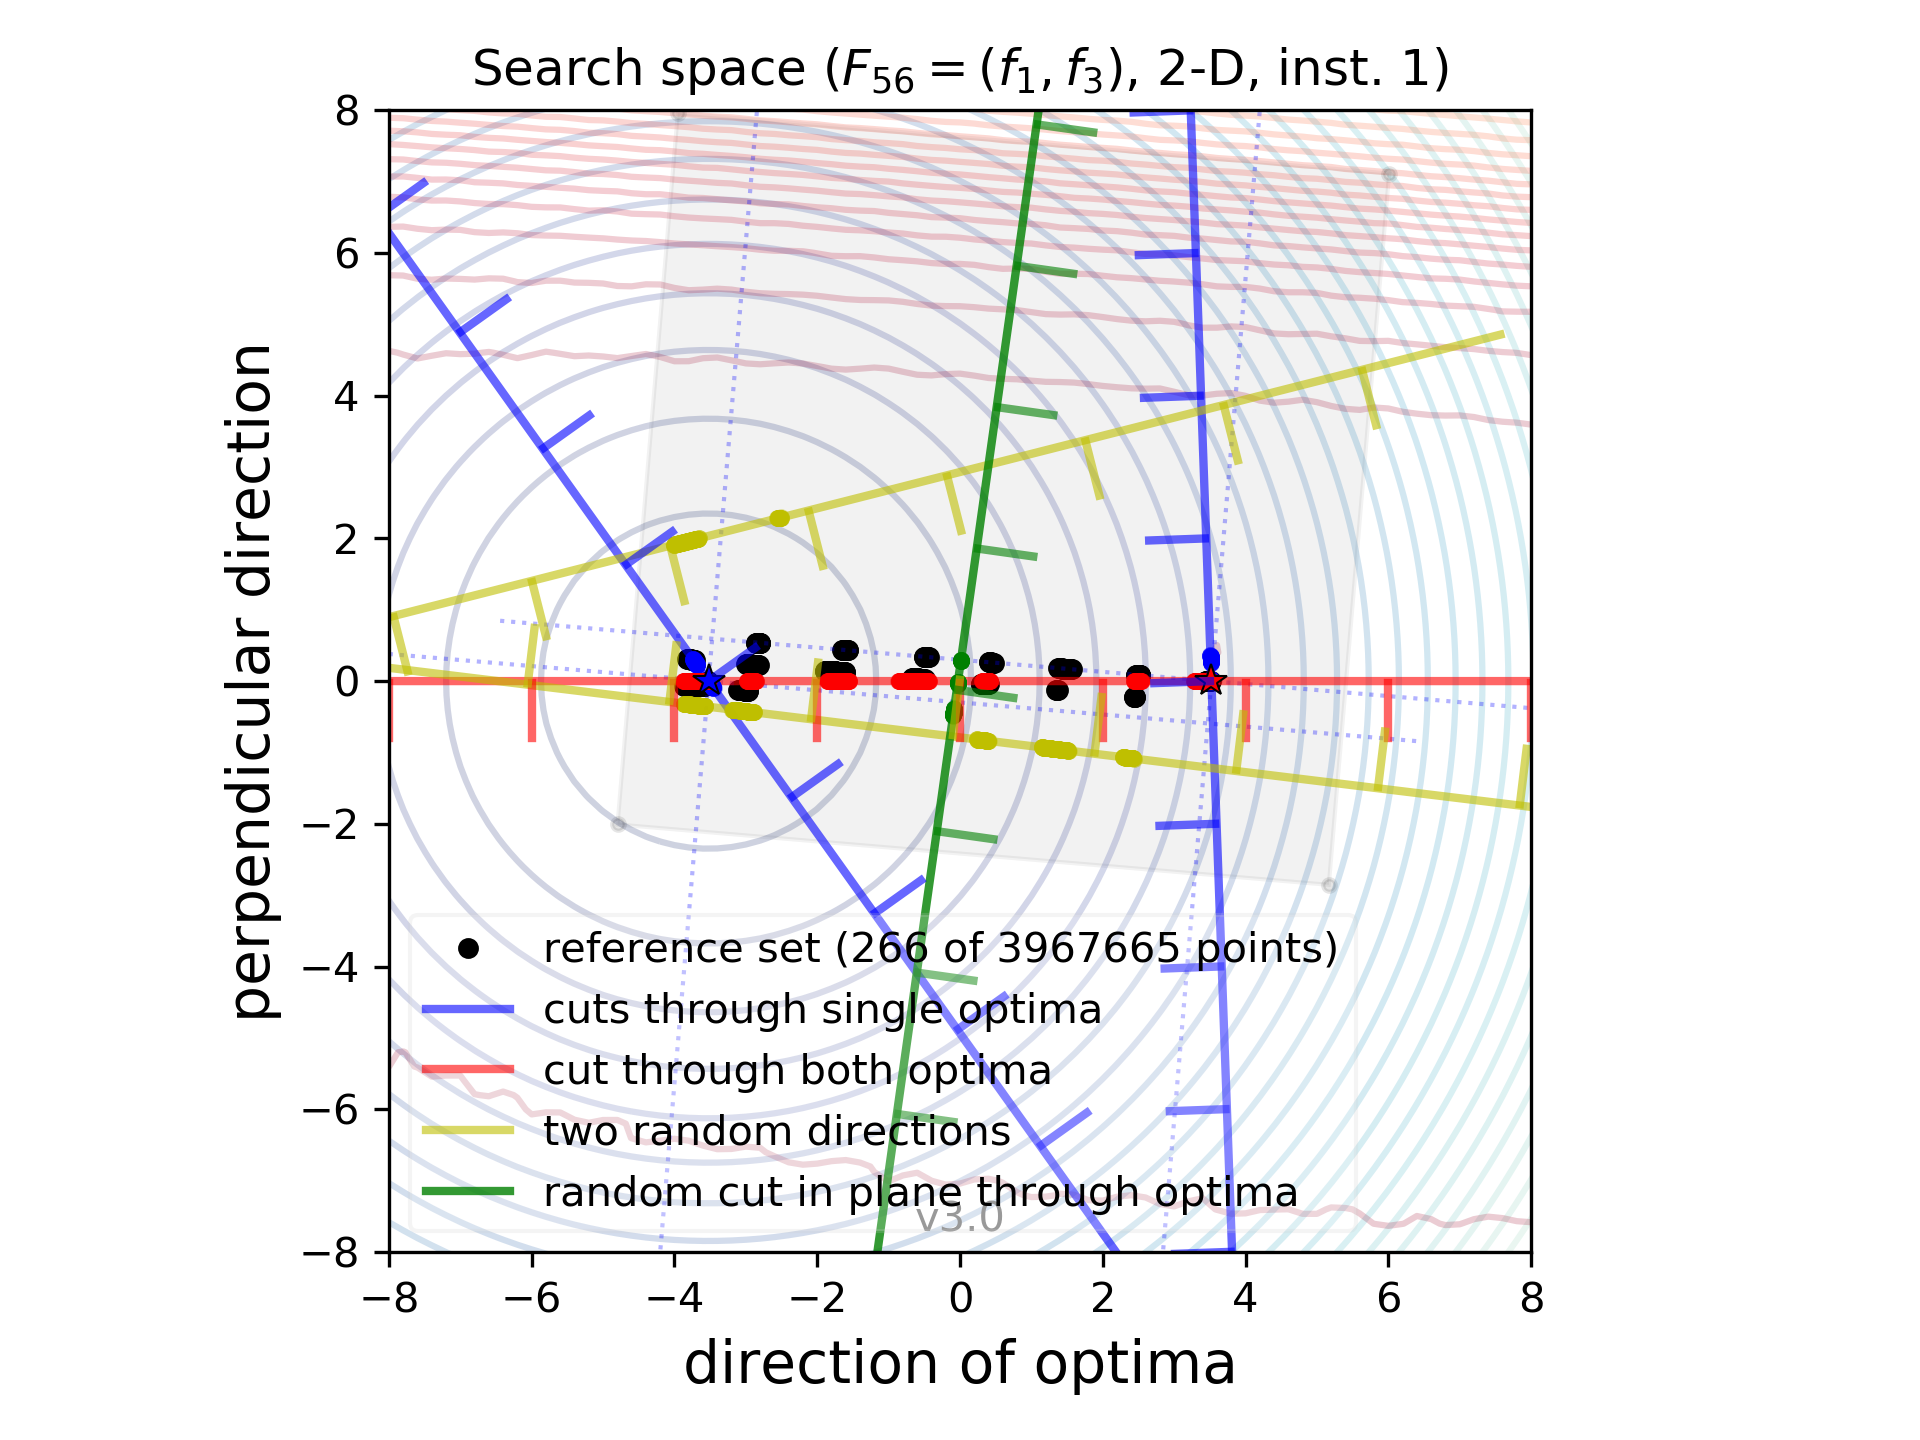 Search space (F56 = (f1, f3), 2-D, inst. 1)
8
6
4
2
0
−2
−4
−6
−8
perpendicular direction
reference set (266 of 3967665 points)
cuts through single optima
cut through both optima
two random directions
random cut in plane through optima
v3.0
−8 −6 −4 −2 0 2 4 6 8
direction of optima